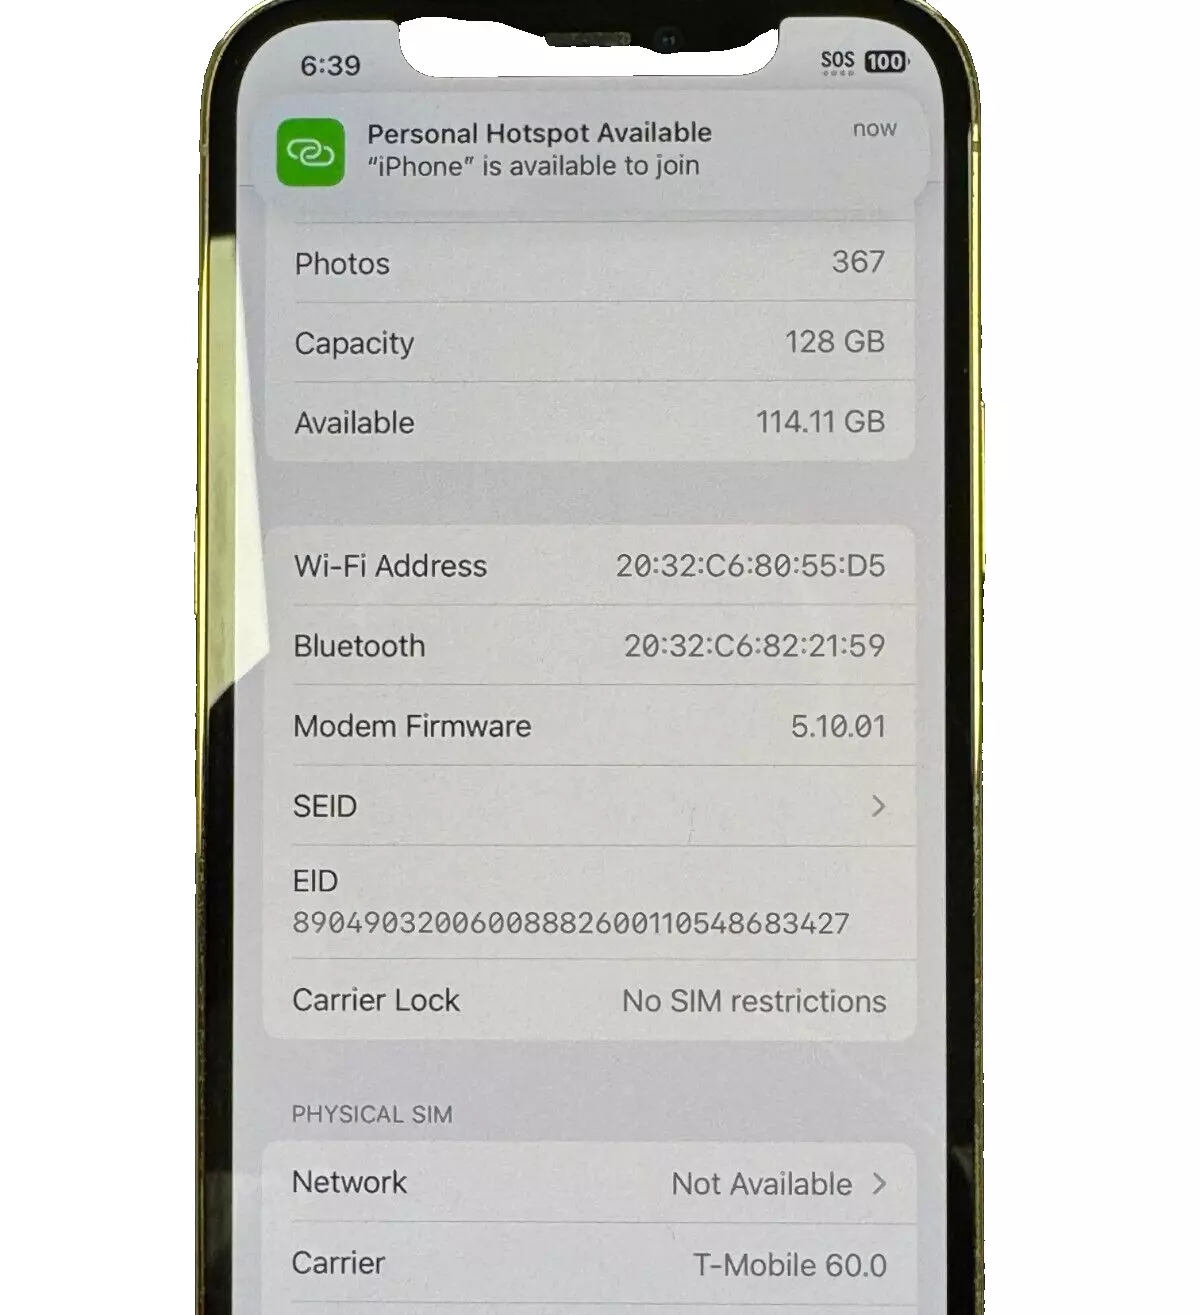 6:39
SOS 100
Personal Hotspot Available
now
“iPhone” is available to join
Photos 367
Capacity 128 GB
Available 114.11 GB
Wi-Fi Address 20:32:C6:80:55:D5
Bluetooth 20:32:C6:82:21:59
Modem Firmware 5.10.01
SEID
EID
89049032006008882600110548683427
Carrier Lock No SIM restrictions
PHYSICAL SIM
Network Not Available
Carrier T-Mobile 60.0